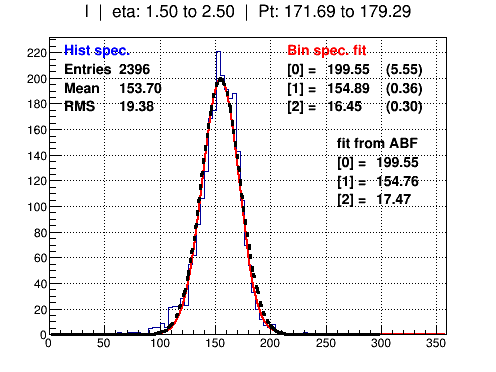 I | eta: 1.50 to 2.50 | Pt: 171.69 to 179.29
Hist spec.
Entries 2396
Mean 153.70
RMS 19.38
Bin spec. fit
[0] = 199.55 (5.55)
[1] = 154.89 (0.36)
[2] = 16.45 (0.30)
fit from ABF
[0] = 199.55
[1] = 154.76
[2] = 17.47
220
200
180
160
140
120
100
80
60
40
20
0
0 50 100 150 200 250 300 350